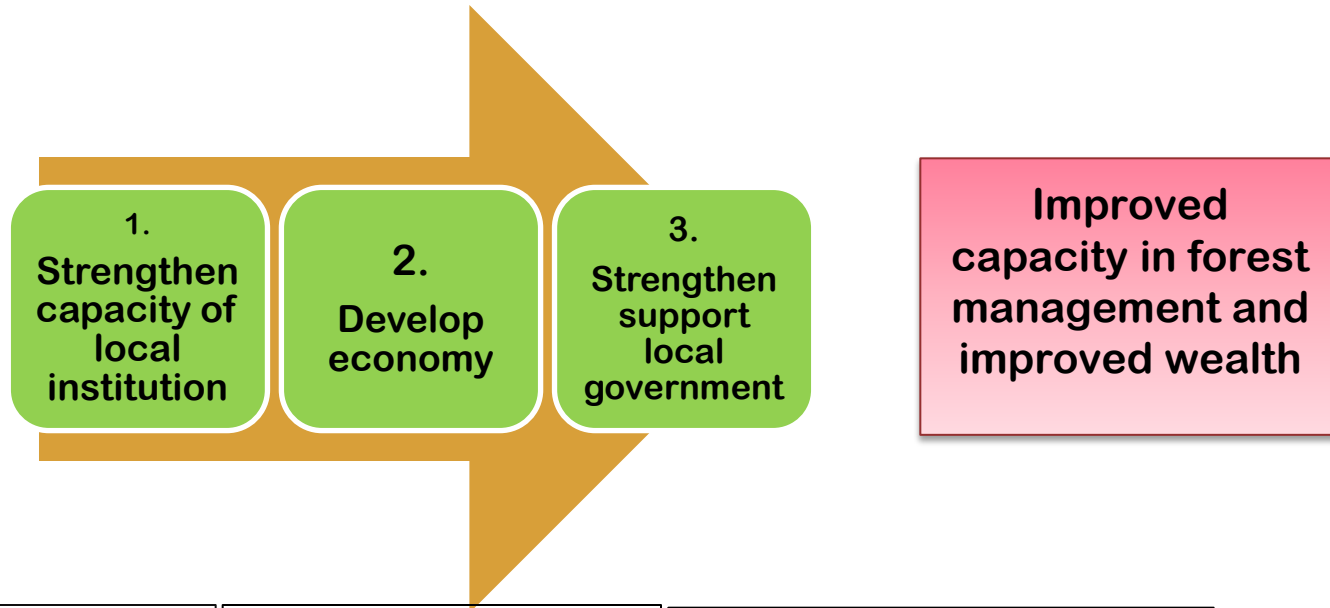 1.
Strengthen
capacity of
local
institution
2.
Develop
economy
3.
Strengthen
support
local
government
Improved
capacity in forest
management and
improved wealth